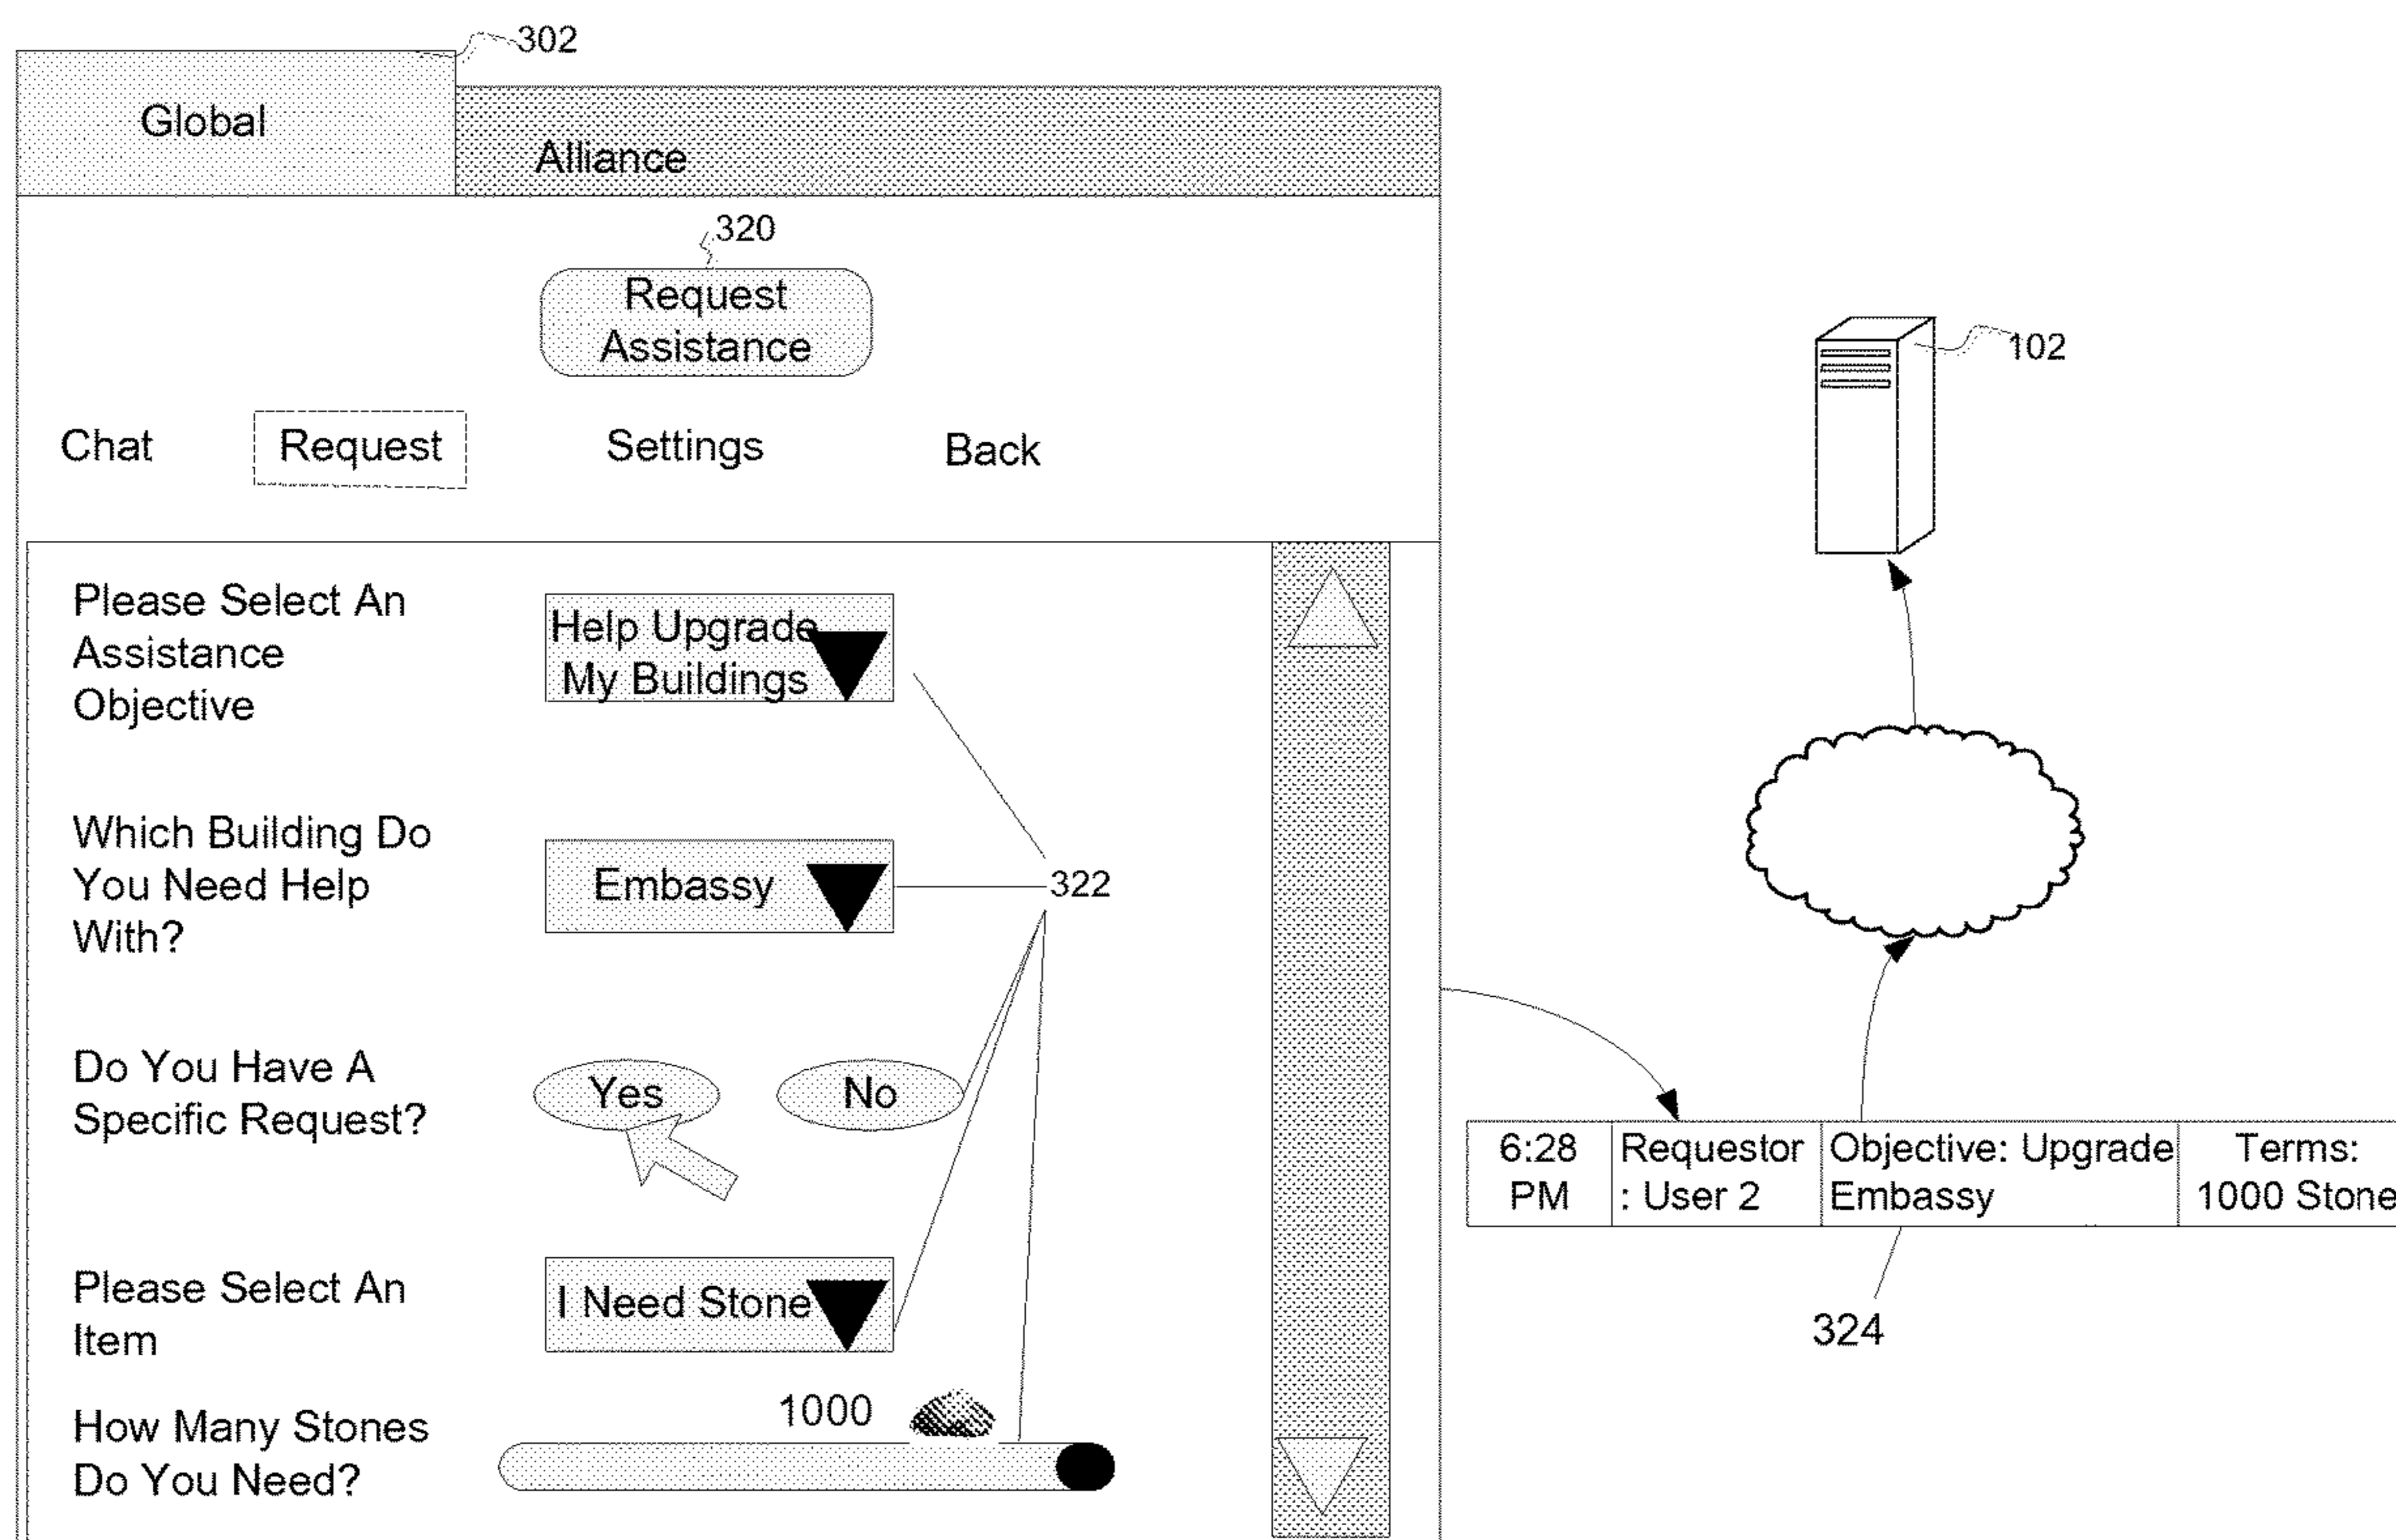 302
Global
Alliance
320
Request
Assistance
102
Chat Request Settings Back
Please Select An
Assistance
Objective
Help Upgrade
My Buildings
Which Building Do
You Need Help
With?
Embassy
322
Do You Have A
Specific Request?
Yes No
6:28
PM
Requestor
: User 2
Objective: Upgrade
Embassy
Terms:
1000 Stone
324
Please Select An
Item
I Need Stone
1000
How Many Stones
Do You Need?